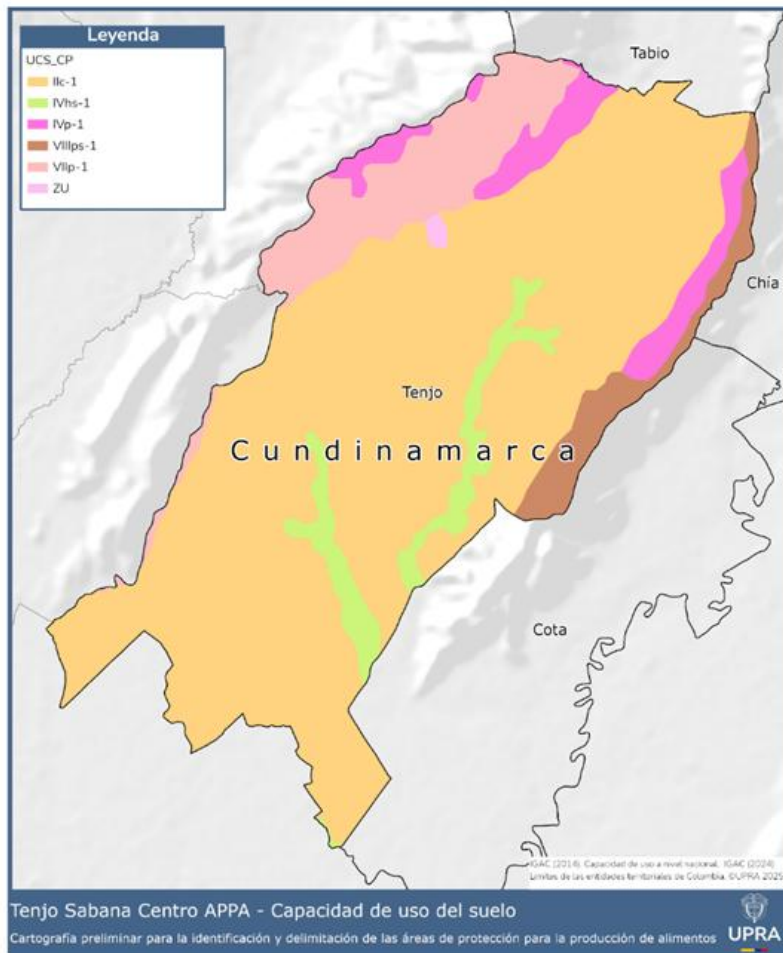 Leyenda
UCS_CP
IIc-1
IVhs-1
IVp-1
VIIIps-1
VIIp-1
ZU
Tabio
Chía
Tenjo
Cundinamarca
Cota
IGAC (2014). Capacidad de uso a nivel nacional. IGAC (2024)
Limites de las entidades territoriales de Colombia. ©UPRA 2025
Tenjo Sabana Centro APPA - Capacidad de uso del suelo
Cartografía preliminar para la identificación y delimitación de las áreas de protección para la producción de alimentos
UPRA